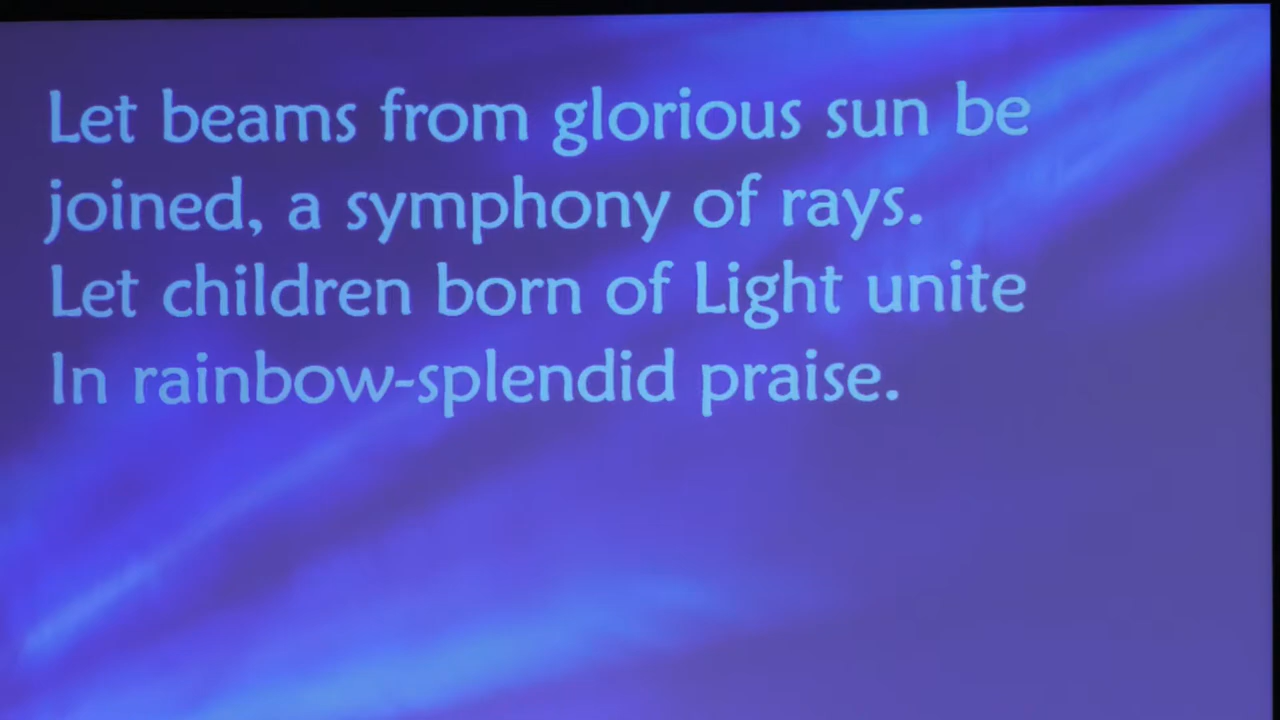 Let beams from glorious sun be
joined, a symphony of rays.
Let children born of Light unite
In rainbow-splendid praise.